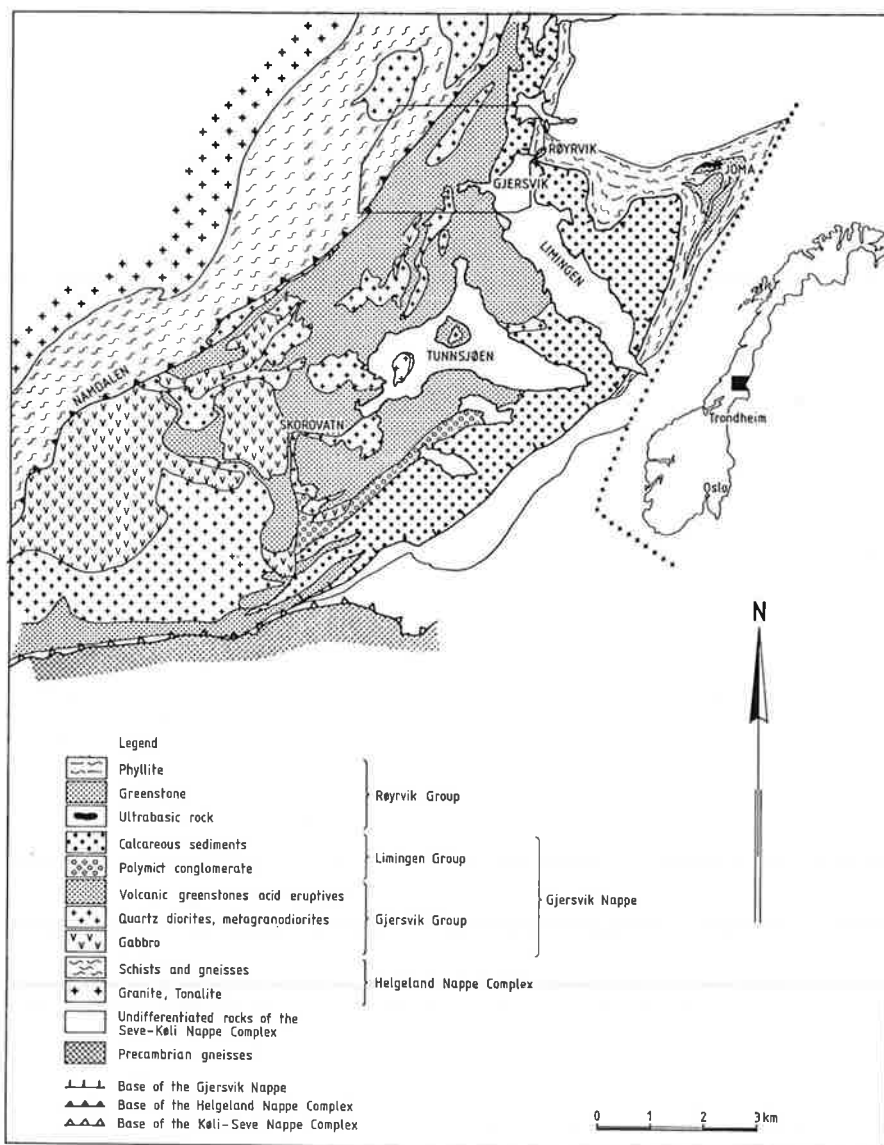 RØYRVIK
JOMA
GJERSVIK
LIMINGEN
TUNNSJØEN
NAMDALEN
SKOROVATN
Trondheim
Oslo
N
Legend
Phyllite
Greenstone
Røyrvik Group
Ultrabasic rock
Calcareous sediments
Limingen Group
Polymict conglomerate
Volcanic greenstones acid eruptives
Gjersvik Nappe
Quartz diorites, metagranodiorites
Gjersvik Group
Gabbro
Schists and gneisses
Helgeland Nappe Complex
Granite, Tonalite
Undifferentiated rocks of the
Seve-Køli Nappe Complex
Precambrian gneisses
Base of the Gjersvik Nappe
Base of the Helgeland Nappe Complex
Base of the Køli-Seve Nappe Complex
0 1 2 3 km